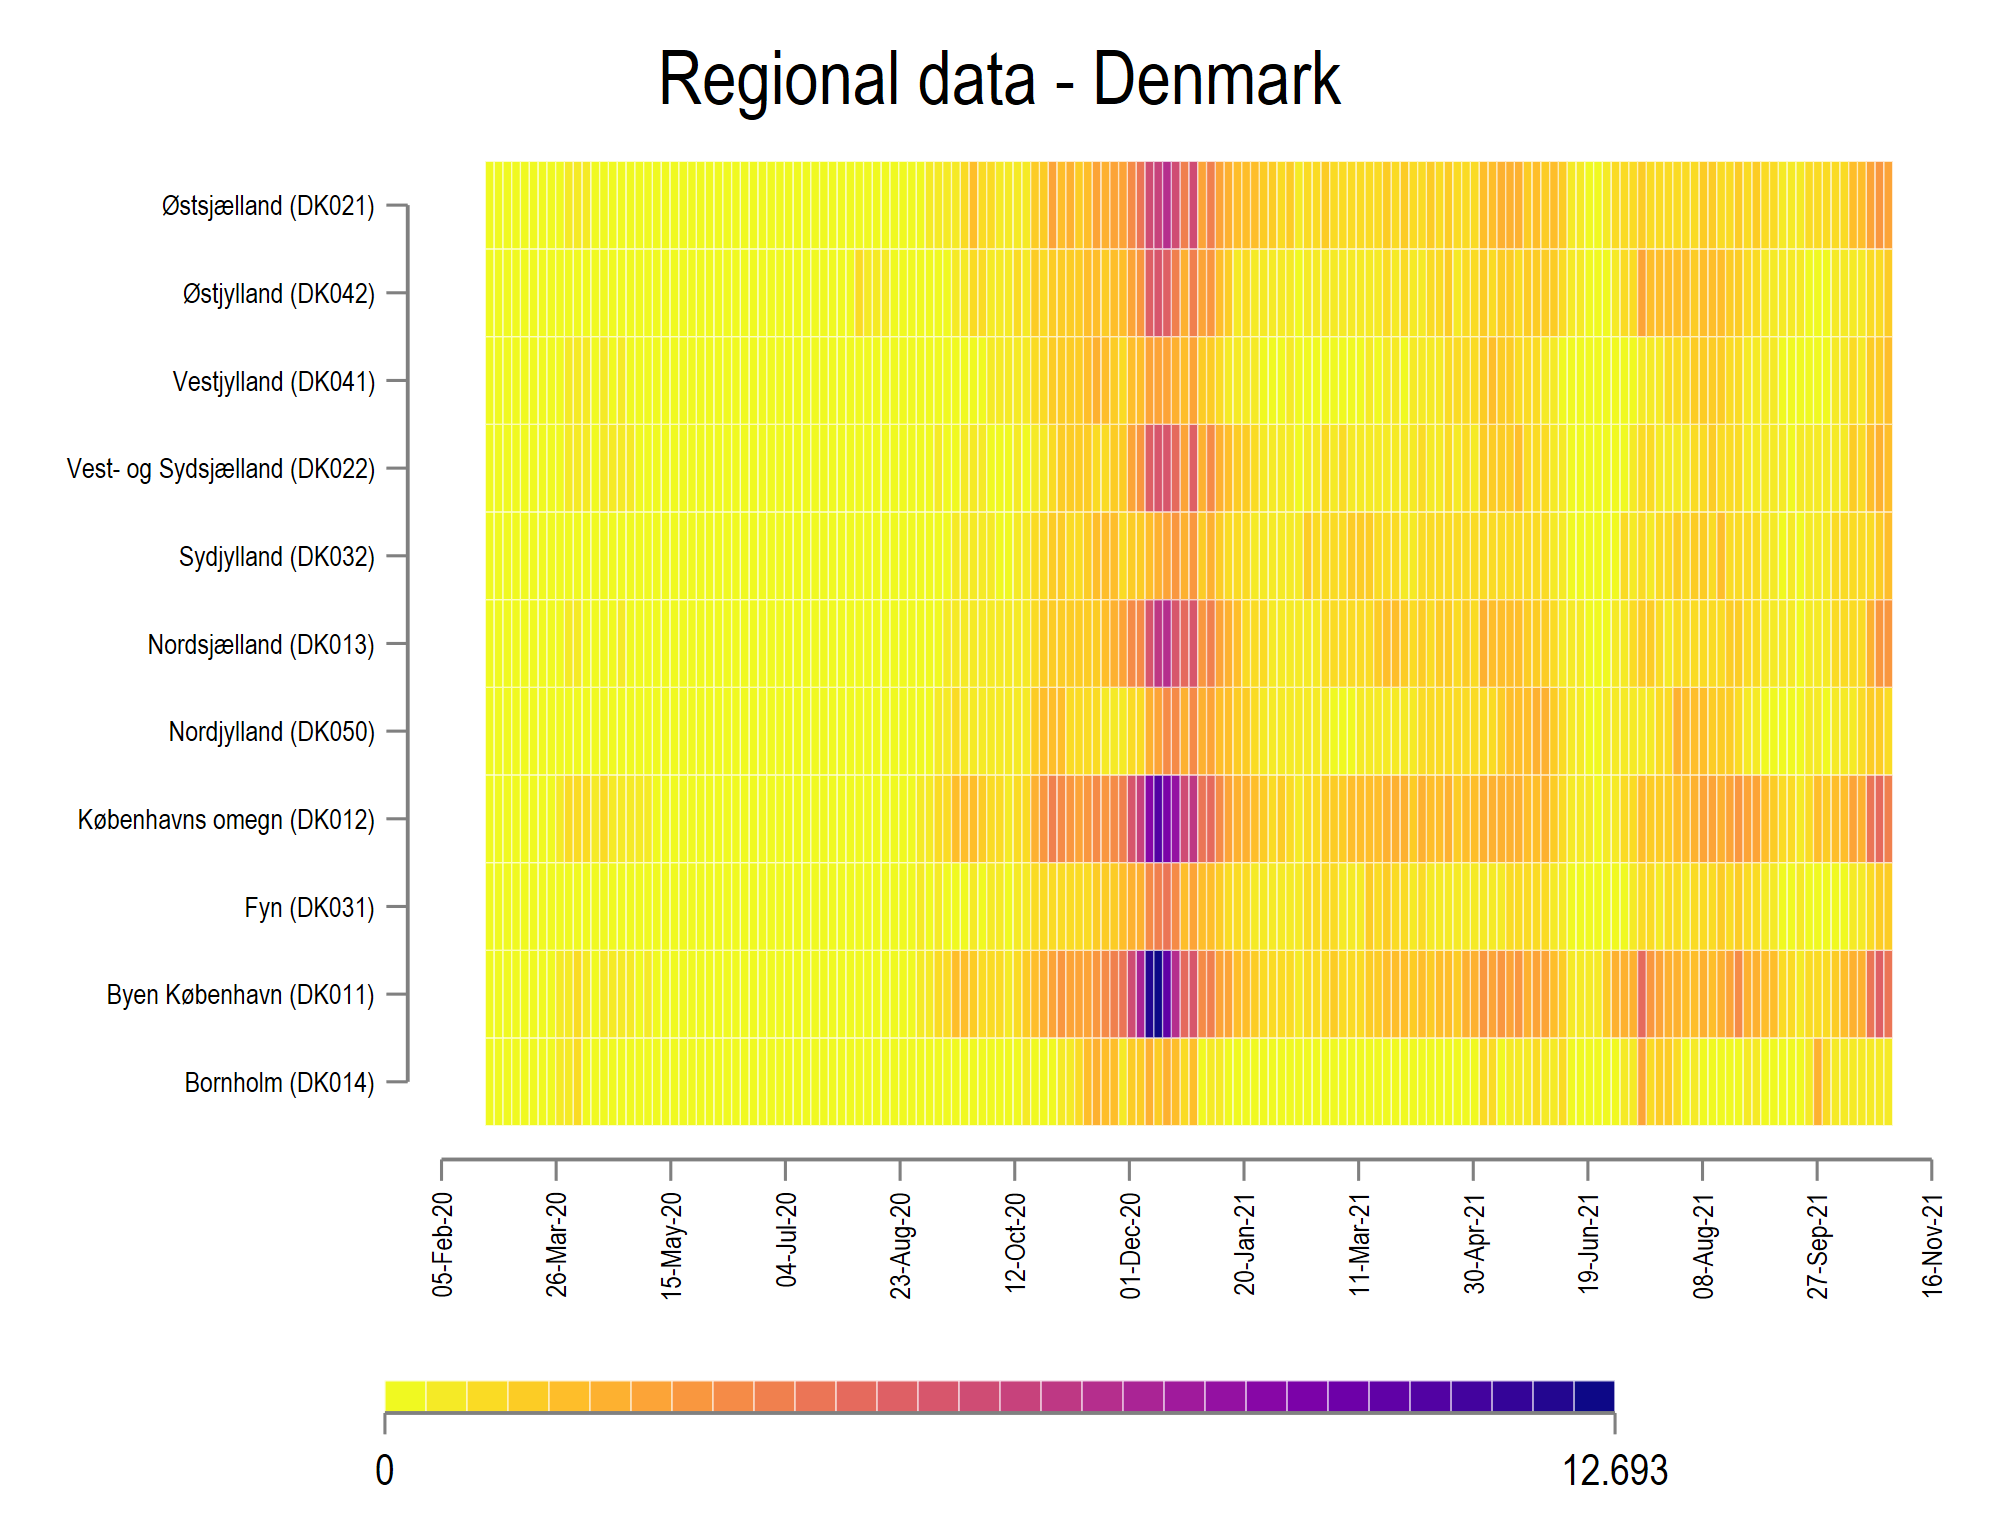 Regional data - Denmark
Østsjælland (DK021)
Østjylland (DK042)
Vestjylland (DK041)
Vest- og Sydsjælland (DK022)
Sydjylland (DK032)
Nordsjælland (DK013)
Nordjylland (DK050)
Københavns omegn (DK012)
Fyn (DK031)
Byen København (DK011)
Bornholm (DK014)
05-Feb-20
26-Mar-20
15-May-20
04-Jul-20
23-Aug-20
12-Oct-20
01-Dec-20
20-Jan-21
11-Mar-21
30-Apr-21
19-Jun-21
08-Aug-21
27-Sep-21
16-Nov-21
0
12.693